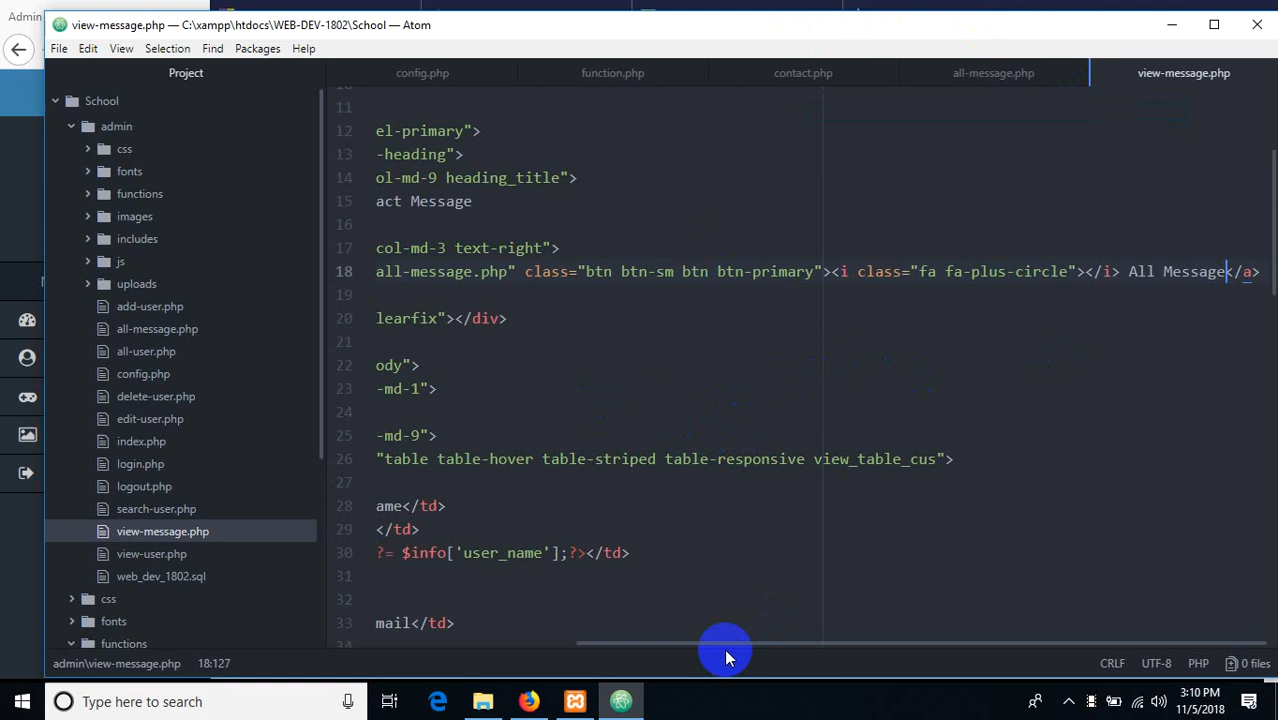 Admin
view-message.php — C:\xampp\htdocs\WEB-DEV-1802\School — Atom
File Edit View Selection Find Packages Help
Project
config.php function.php contact.php all-message.php view-message.php
School
admin
css
fonts
functions
images
includes
js
uploads
add-user.php
all-message.php
all-user.php
config.php
delete-user.php
edit-user.php
index.php
login.php
logout.php
search-user.php
view-message.php
view-user.php
web_dev_1802.sql
css
fonts
functions
10
11
12 el-primary">
13 -heading">
14 ol-md-9 heading_title">
15 act Message
16
17 col-md-3 text-right">
18 all-message.php" class="btn btn-sm btn btn-primary"><i class="fa fa-plus-circle"></i> All Message</a>
19
20 learfix"></div>
21
22 ody">
23 -md-1">
24
25 -md-9">
26 "table table-hover table-striped table-responsive view_table_cus">
27
28 ame</td>
29 </td>
30 ?= $info['user_name'];?></td>
31
32
33 mail</td>
34
admin\view-message.php 18:127 CRLF UTF-8 PHP 0 files
Type here to search
3:10 PM
11/5/2018